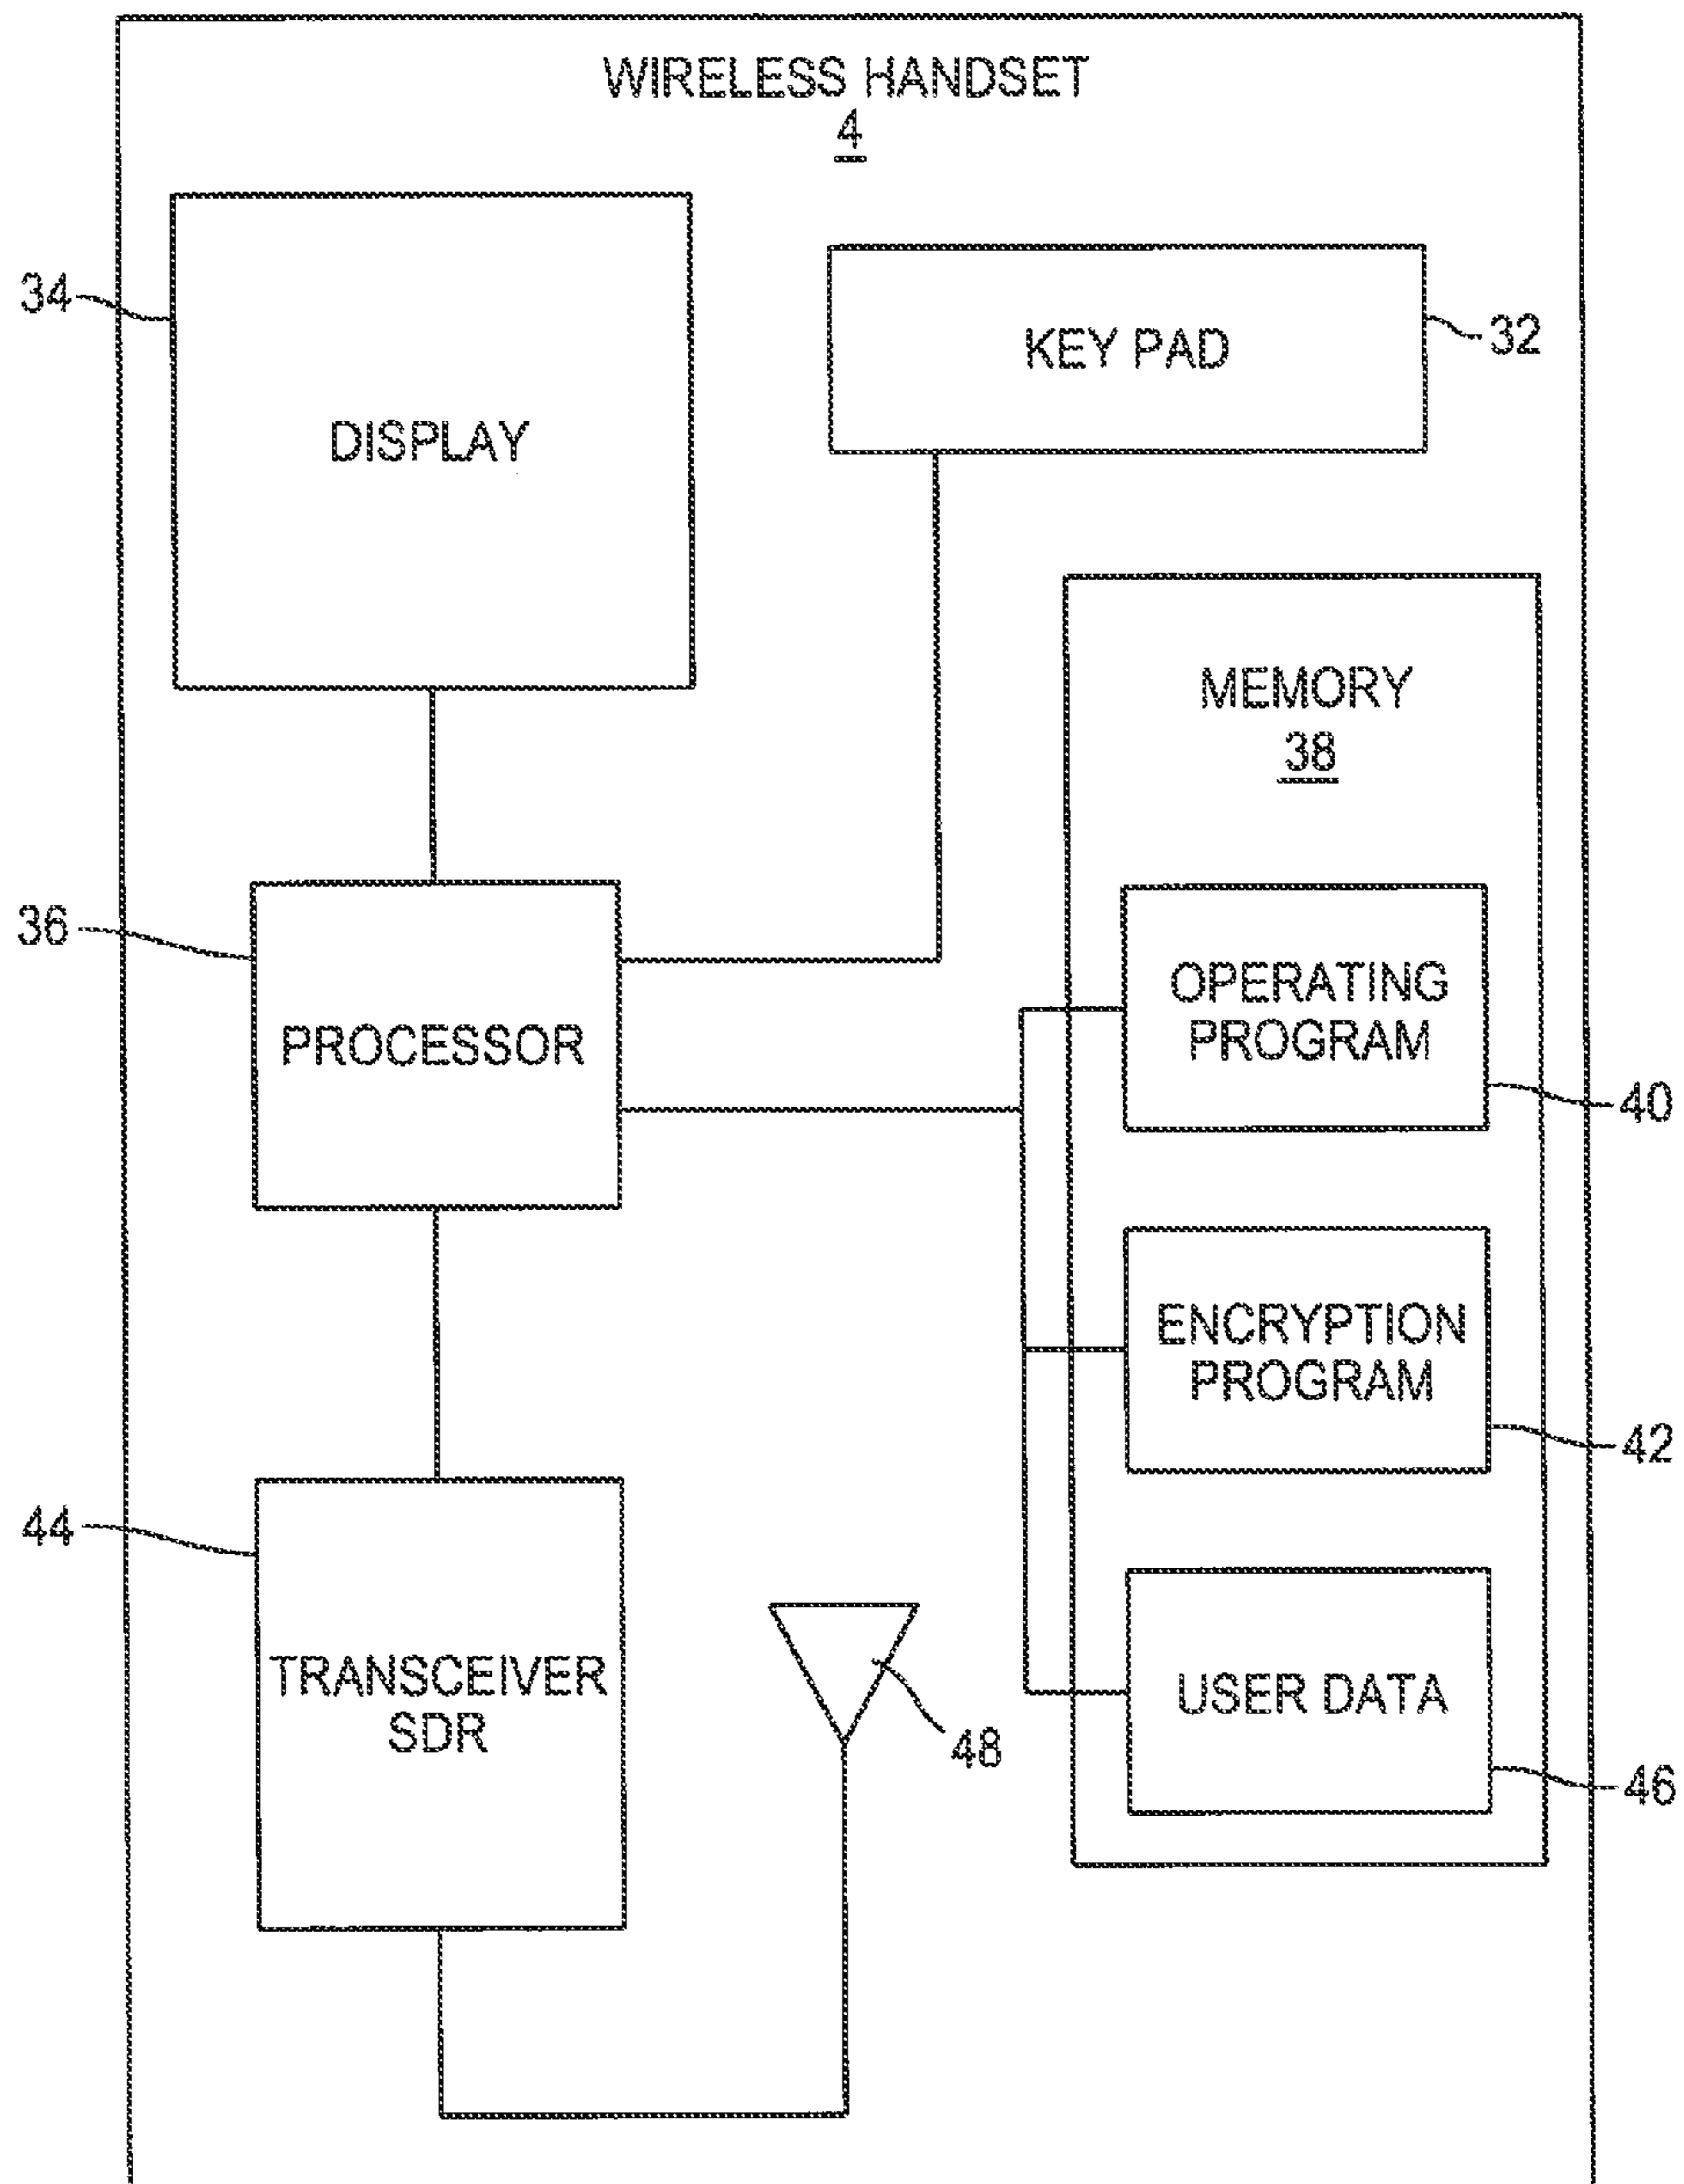 WIRELESS HANDSET
4
34
DISPLAY
KEY PAD
32
MEMORY
38
36
PROCESSOR
OPERATING
PROGRAM
40
ENCRYPTION
PROGRAM
42
44
TRANSCEIVER
SDR
48
USER DATA
46